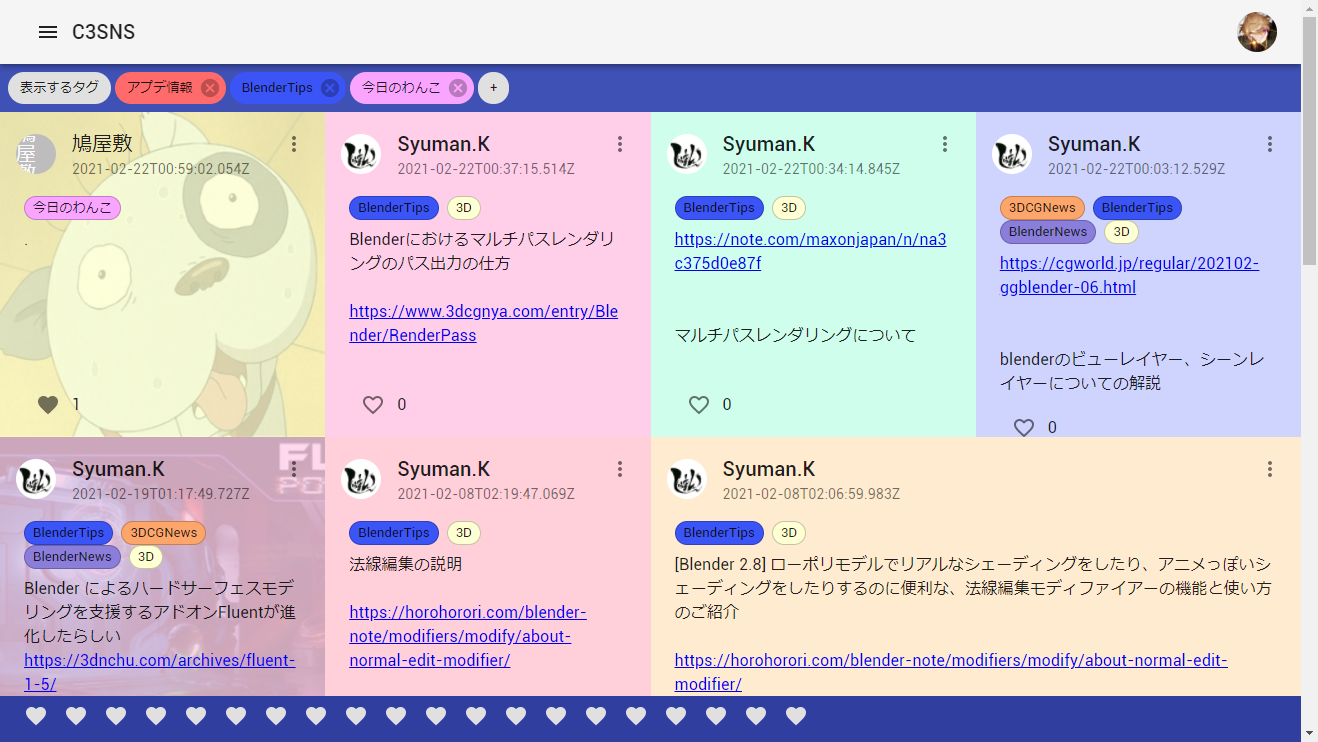 C3SNS
表示するタグ
アプデ情報
BlenderTips
今日のわんこ
+
鳩屋敷
鳩屋敷
2021-02-22T00:59:02.054Z
今日のわんこ
.
1
Syuman.K
2021-02-22T00:37:15.514Z
BlenderTips 3D
Blenderにおけるマルチパスレンダリ
ングのパス出力の仕方
https://www.3dcgnya.com/entry/Ble
nder/RenderPass
0
Syuman.K
2021-02-22T00:34:14.845Z
BlenderTips 3D
https://note.com/maxonjapan/n/na3
c375d0e87f
マルチパスレンダリングについて
0
Syuman.K
2021-02-22T00:03:12.529Z
3DCGNews BlenderTips
BlenderNews 3D
https://cgworld.jp/regular/202102-
ggblender-06.html
blenderのビューレイヤー、シーンレ
イヤーについての解説
0
Syuman.K
2021-02-19T01:17:49.727Z
BlenderTips 3DCGNews
BlenderNews 3D
Blender によるハードサーフェスモデ
リングを支援するアドオンFluentが進
化したらしい
https://3dnchu.com/archives/fluent-
1-5/
Syuman.K
2021-02-08T02:19:47.069Z
BlenderTips 3D
法線編集の説明
https://horohorori.com/blender-
note/modifiers/modify/about-
normal-edit-modifier/
Syuman.K
2021-02-08T02:06:59.983Z
BlenderTips 3D
[Blender 2.8] ローポリモデルでリアルなシェーディングをしたり、アニメっぽいシ
ェーディングをしたりするのに便利な、法線編集モディファイアーの機能と使い方
のご紹介
https://horohorori.com/blender-note/modifiers/modify/about-normal-edit-
modifier/